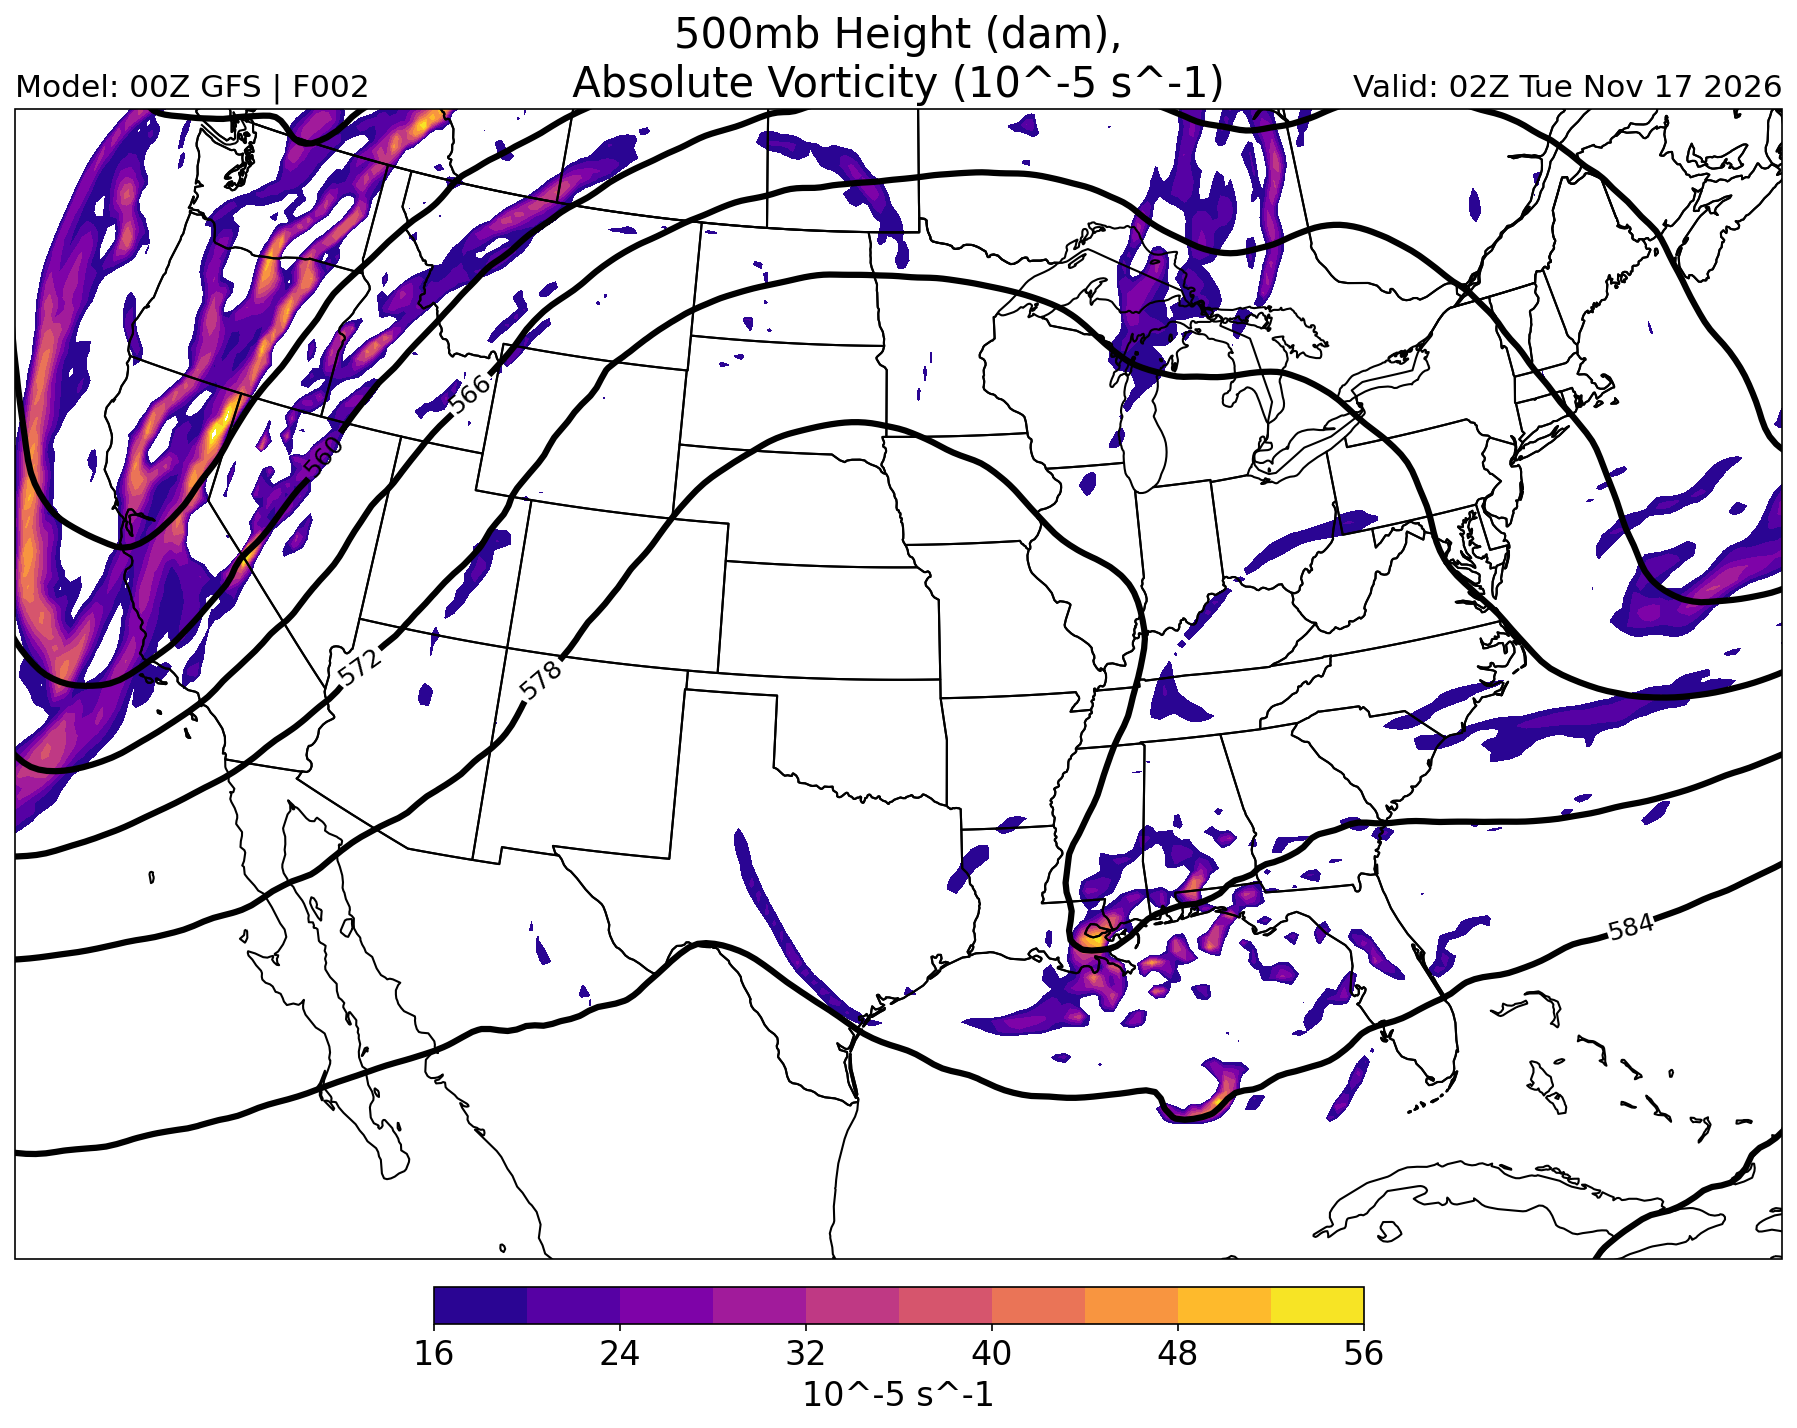 500mb Height (dam),
Absolute Vorticity (10^-5 s^-1)
Model: 00Z GFS | F002
Valid: 02Z Tue Nov 17 2026
566
560
572
578
584
16 24 32 40 48 56
10^-5 s^-1